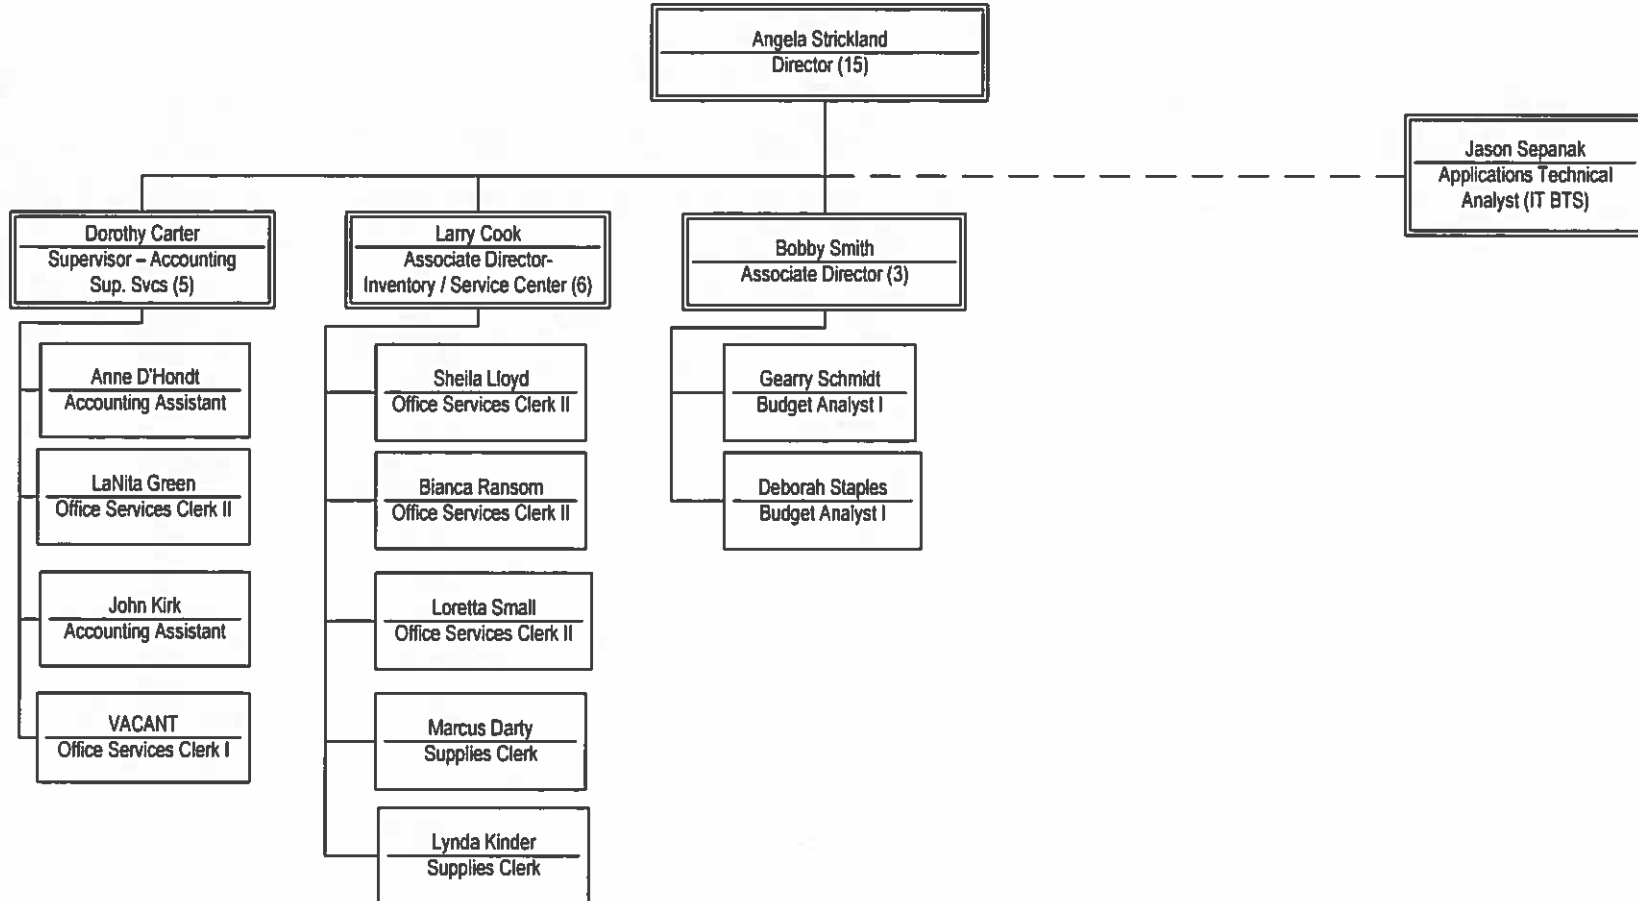 Angela Strickland
Director (15)
Jason Sepanak
Applications Technical
Analyst (IT BTS)
Dorothy Carter
Supervisor – Accounting
Sup. Svcs (5)
Larry Cook
Associate Director-
Inventory / Service Center (6)
Bobby Smith
Associate Director (3)
Anne D'Hondt
Accounting Assistant
LaNita Green
Office Services Clerk II
John Kirk
Accounting Assistant
VACANT
Office Services Clerk I
Sheila Lloyd
Office Services Clerk II
Bianca Ransom
Office Services Clerk II
Loretta Small
Office Services Clerk II
Marcus Darty
Supplies Clerk
Lynda Kinder
Supplies Clerk
Gearry Schmidt
Budget Analyst I
Deborah Staples
Budget Analyst I